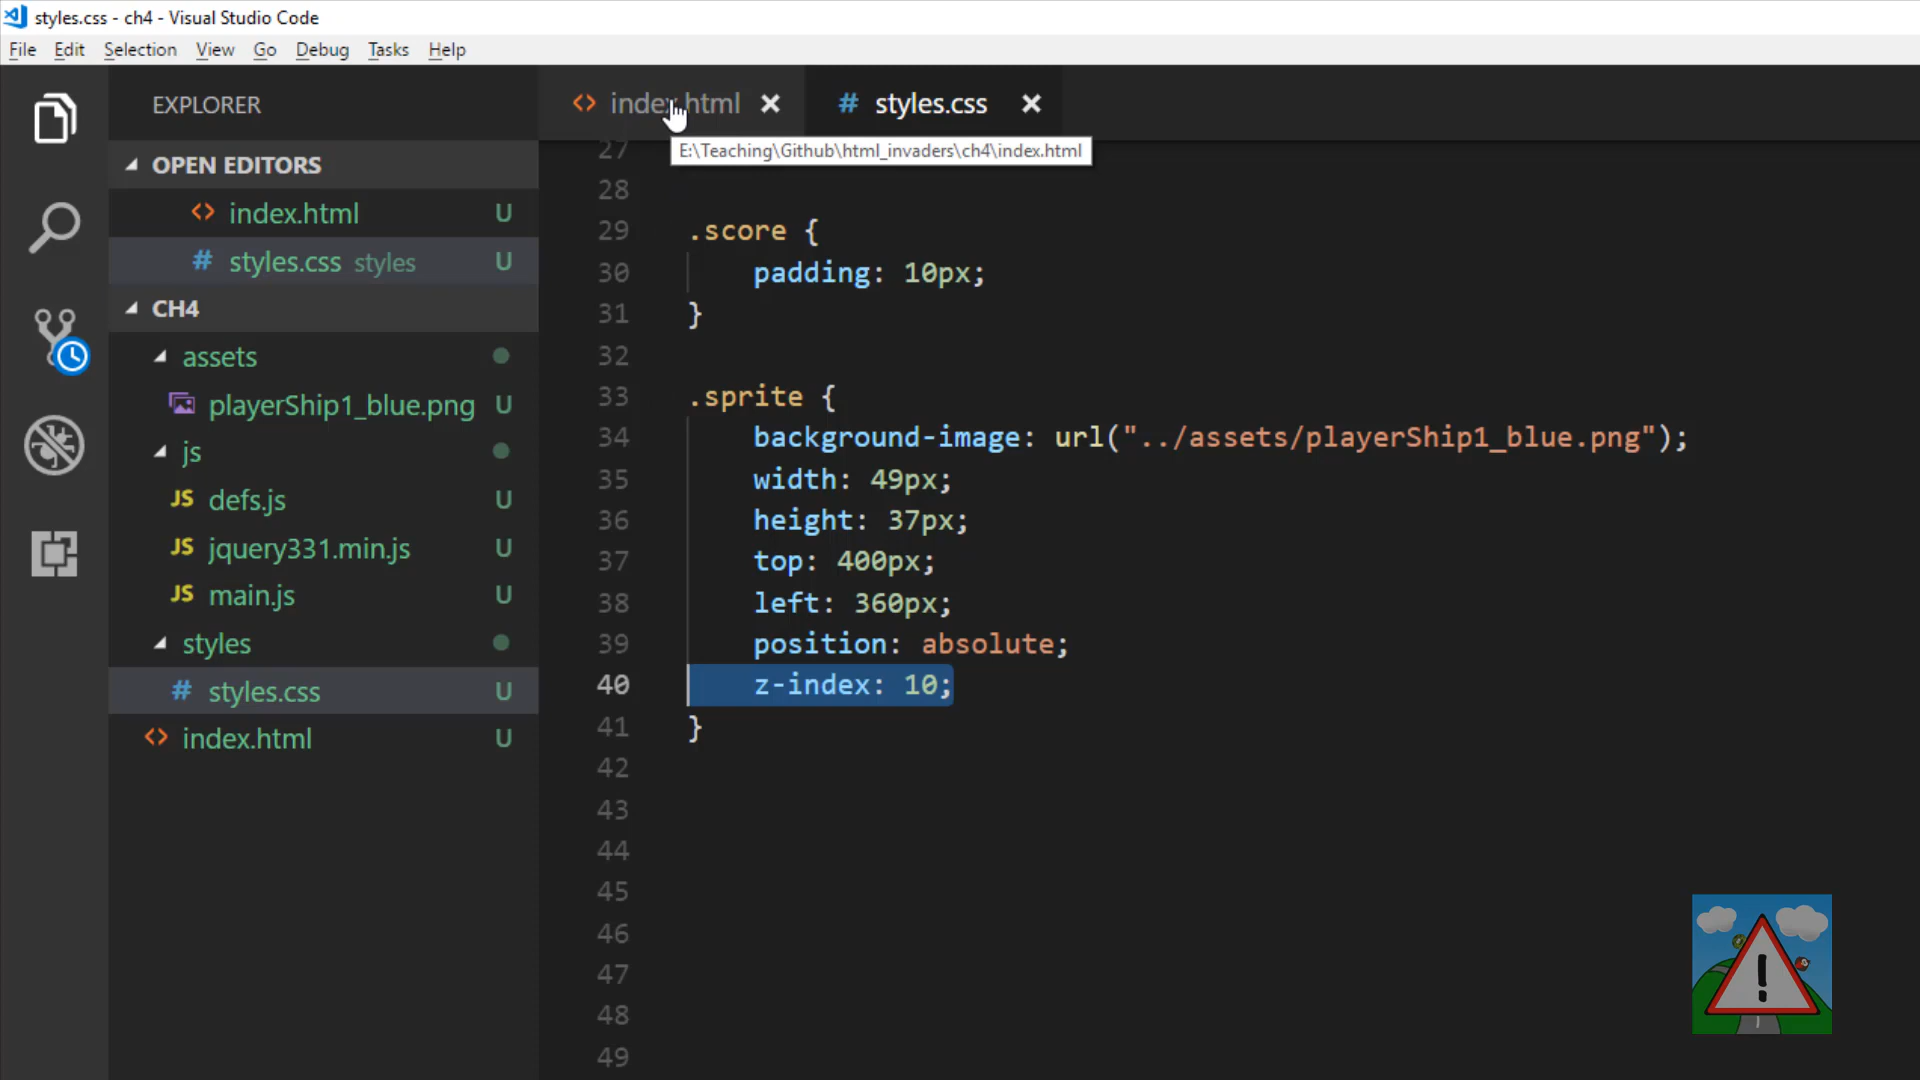 styles.css - ch4 - Visual Studio Code
File Edit Selection View Go Debug Tasks Help
EXPLORER
OPEN EDITORS
<> index.html U
# styles.css styles U
CH4
assets
playerShip1_blue.png U
js
JS defs.js U
JS jquery331.min.js U
JS main.js U
styles
# styles.css U
<> index.html U
<> index.html × # styles.css ×
E:\Teaching\Github\html_invaders\ch4\index.html
27
28
29 .score {
30 padding: 10px;
31 }
32
33 .sprite {
34 background-image: url("../assets/playerShip1_blue.png");
35 width: 49px;
36 height: 37px;
37 top: 400px;
38 left: 360px;
39 position: absolute;
40 z-index: 10;
41 }
42
43
44
45
46
47
48
49
!